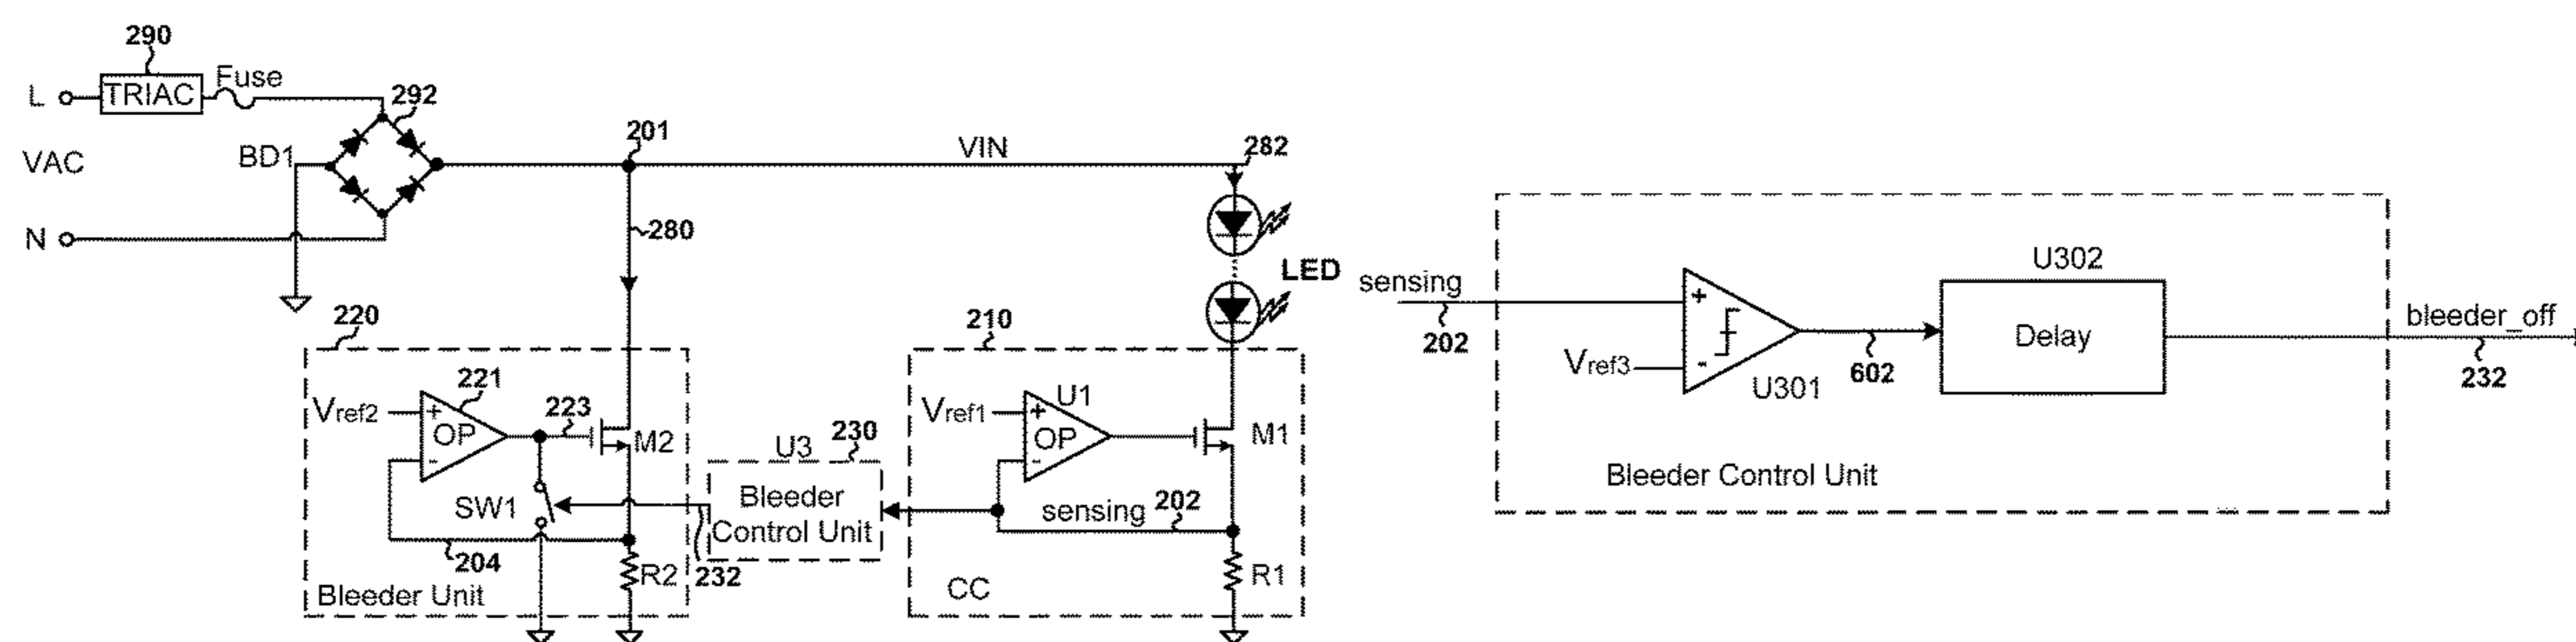 290
L
TRIAC
Fuse
292
VAC
BD1
201
VIN
282
N
280
LED
220
210
Vref2
221
OP
223
M2
SW1
204
R2
Bleeder Unit
232
U3
230
Bleeder
Control Unit
Vref1
U1
OP
M1
sensing
202
R1
CC
sensing
202
Vref3
U301
602
U302
Delay
bleeder_off
232
Bleeder Control Unit